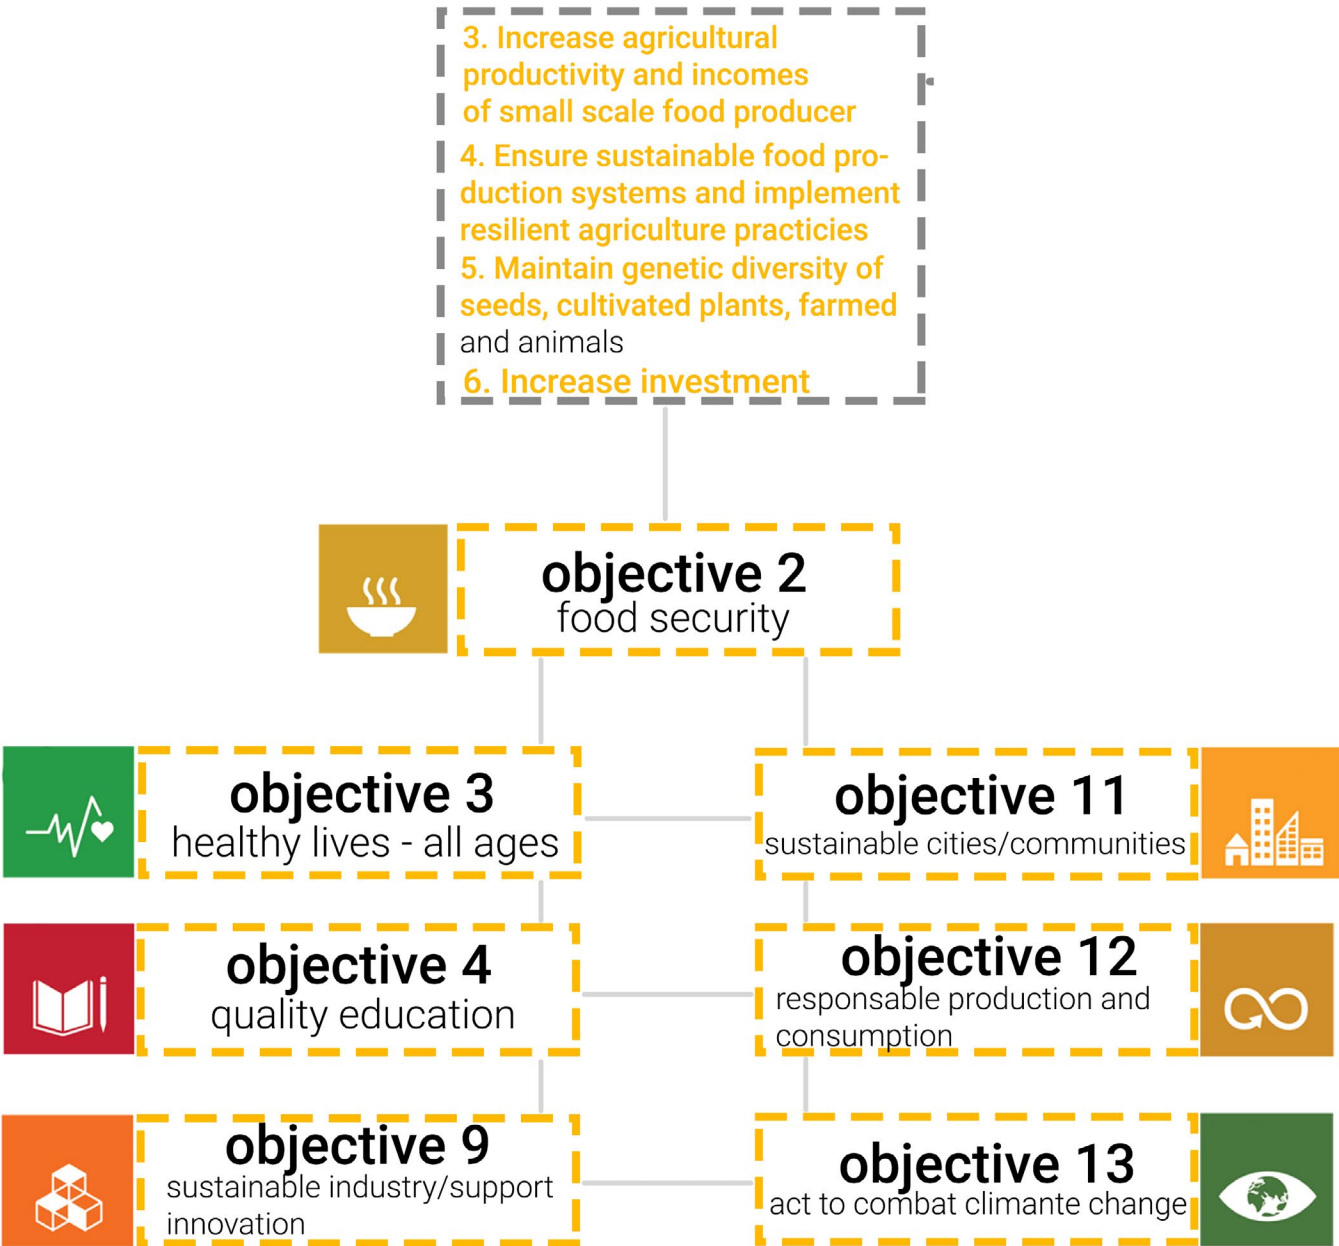 3. Increase agricultural
productivity and incomes
of small scale food producer
4. Ensure sustainable food pro-
duction systems and implement
resilient agriculture practicies
5. Maintain genetic diversity of
seeds, cultivated plants, farmed
and animals
6. Increase investment
objective 2
food security
objective 3
healthy lives - all ages
objective 11
sustainable cities/communities
objective 4
quality education
objective 12
responsable production and
consumption
objective 9
sustainable industry/support
innovation
objective 13
act to combat climante change